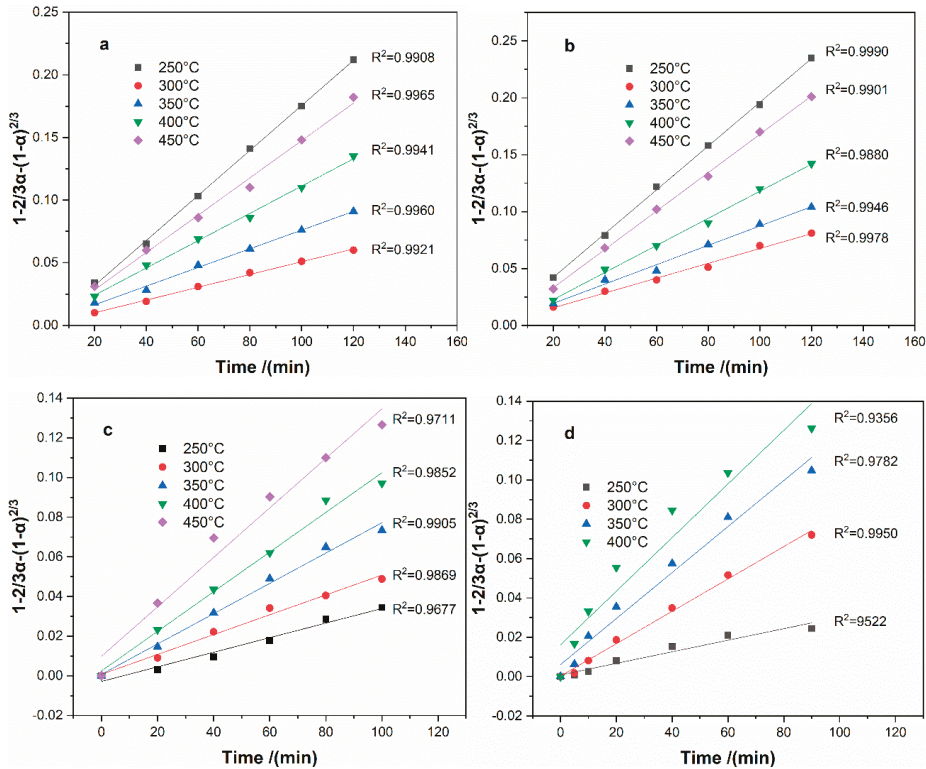 a
250°C
300°C
350°C
400°C
450°C
R²=0.9908
R²=0.9965
R²=0.9941
R²=0.9960
R²=0.9921
0.20
0.15
0.10
0.05
0.00
20 40 60 80 100 120 140 160
1-2/3α-(1-α)^2/3
Time /(min)
b
250°C
300°C
350°C
400°C
450°C
R²=0.9990
R²=0.9901
R²=0.9880
R²=0.9946
R²=0.9978
0.25
0.20
0.15
0.10
0.05
0.00
20 40 60 80 100 120 140 160
1-2/3α-(1-α)^2/3
Time /(min)
c
250°C
300°C
350°C
400°C
450°C
R²=0.9711
R²=0.9852
R²=0.9905
R²=0.9869
R²=0.9677
0.14
0.12
0.10
0.08
0.06
0.04
0.02
0.00
-0.02
0 20 40 60 80 100 120
1-2/3α-(1-α)^2/3
Time /(min)
d
250°C
300°C
350°C
400°C
R²=0.9356
R²=0.9782
R²=0.9950
R²=9522
0.14
0.12
0.10
0.08
0.06
0.04
0.02
0.00
-0.02
0 20 40 60 80 100 120
1-2/3α-(1-α)^2/3
Time /(min)